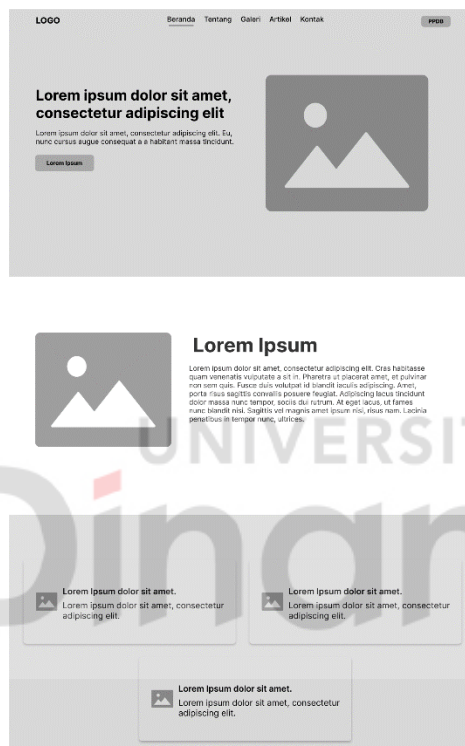 LOGO
Beranda Tentang Galeri Artikel Kontak
PPDB
Lorem ipsum dolor sit amet,
consectetur adipiscing elit
Lorem ipsum dolor sit amet, consectetur adipiscing elit. Eu,
nunc cursus augue consequat a a habitant massa tincidunt.
Lorem Ipsum
Lorem Ipsum
Lorem ipsum dolor sit amet, consectetur adipiscing elit. Cras habitasse
quam venenatis vulputate a sit in. Pharetra ut placerat amet, et pulvinar
non sem quis. Fusce duis volutpat id blandit iaculis adipiscing. Amet,
porta risus sagittis convallis posuere feugiat. Adipiscing lacus tincidunt
dolor massa nunc tempor, sociis dui rutrum. At eget lacus, ut fames
nunc blandit nisi. Sagittis vel magnis amet ipsum nisi, risus nam. Lacinia
penatibus in tempor nunc, ultrices.
UNIVERSIT
Dinar
Lorem Ipsum dolor sit amet.
Lorem ipsum dolor sit amet, consectetur
adipiscing elit.
Lorem Ipsum dolor sit amet.
Lorem ipsum dolor sit amet, consectetur
adipiscing elit.
Lorem Ipsum dolor sit amet.
Lorem ipsum dolor sit amet, consectetur
adipiscing elit.